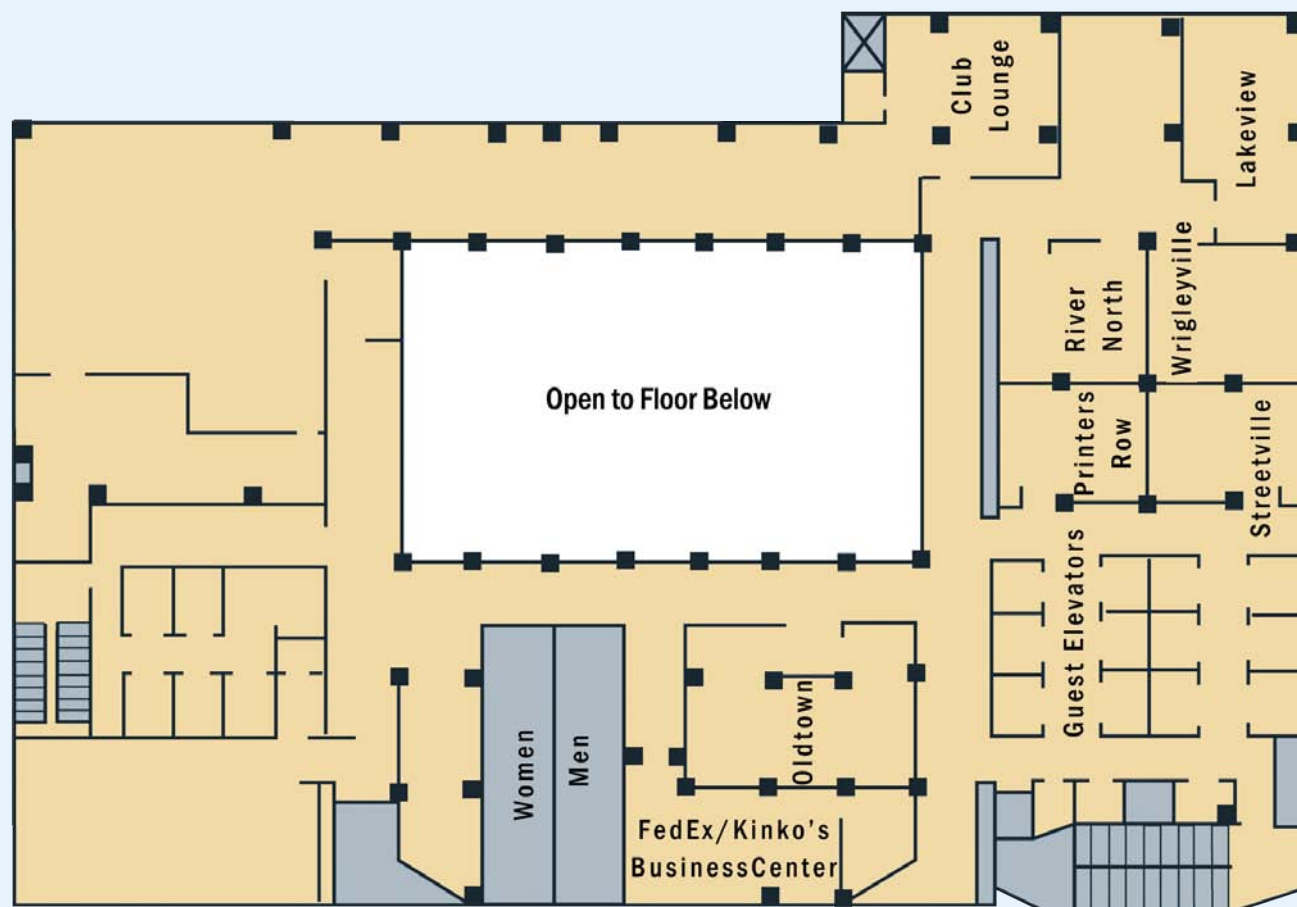 Club
Lounge
Lakeview
River
North
Wrigleyville
Open to Floor Below
Printers
Row
Streetville
Guest Elevators
Women
Men
Oldtown
FedEx/Kinko's
BusinessCenter